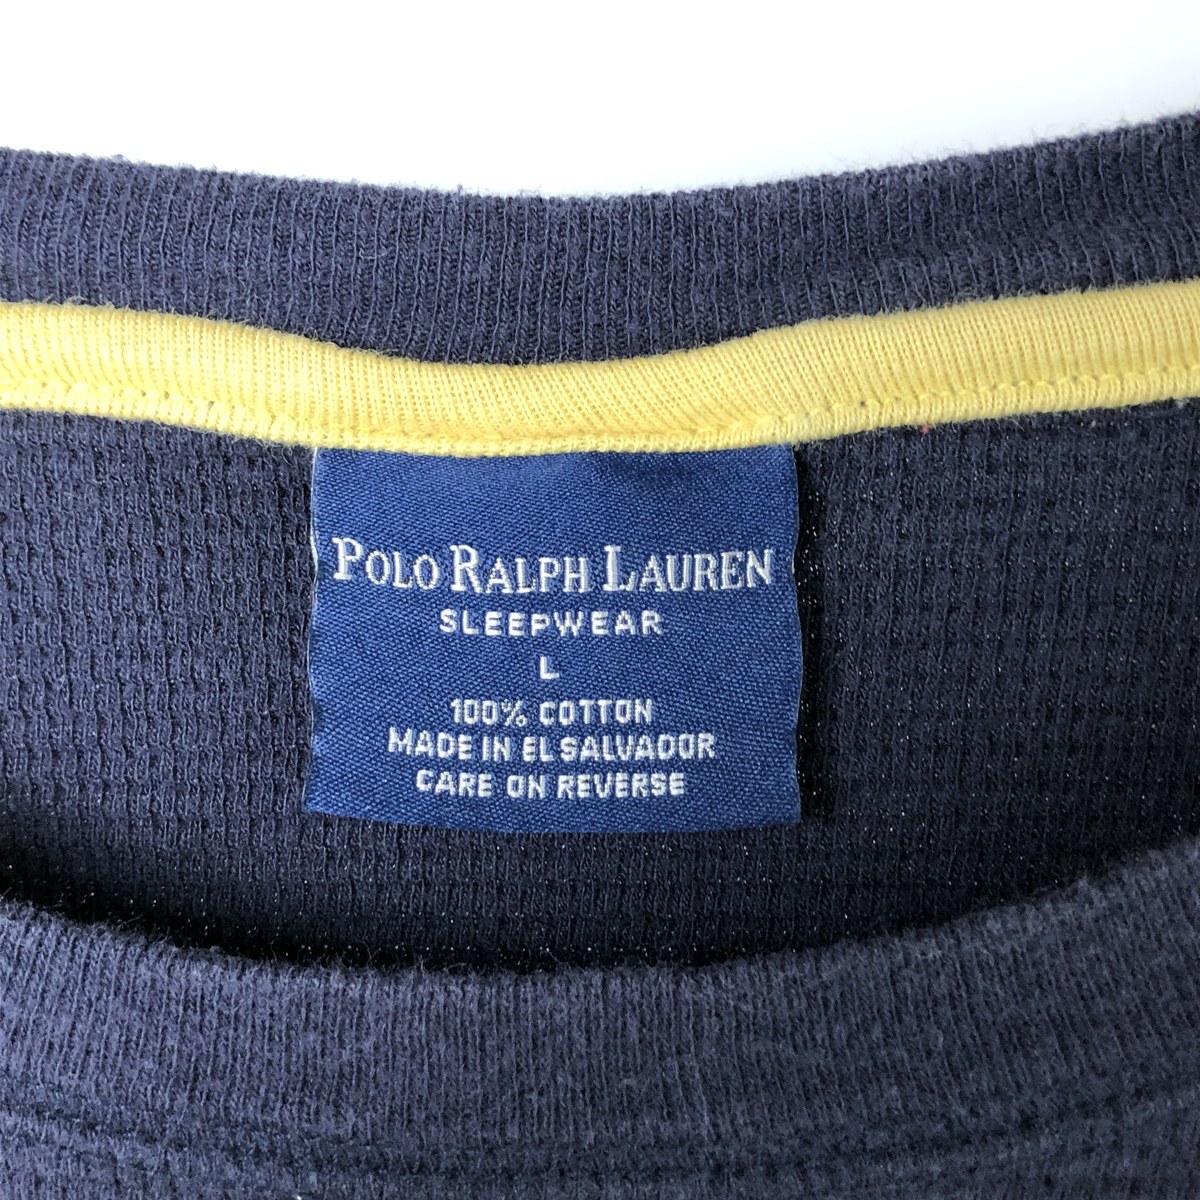 POLO RALPH LAUREN
SLEEPWEAR
L
100% COTTON
MADE IN EL SALVADOR
CARE ON REVERSE